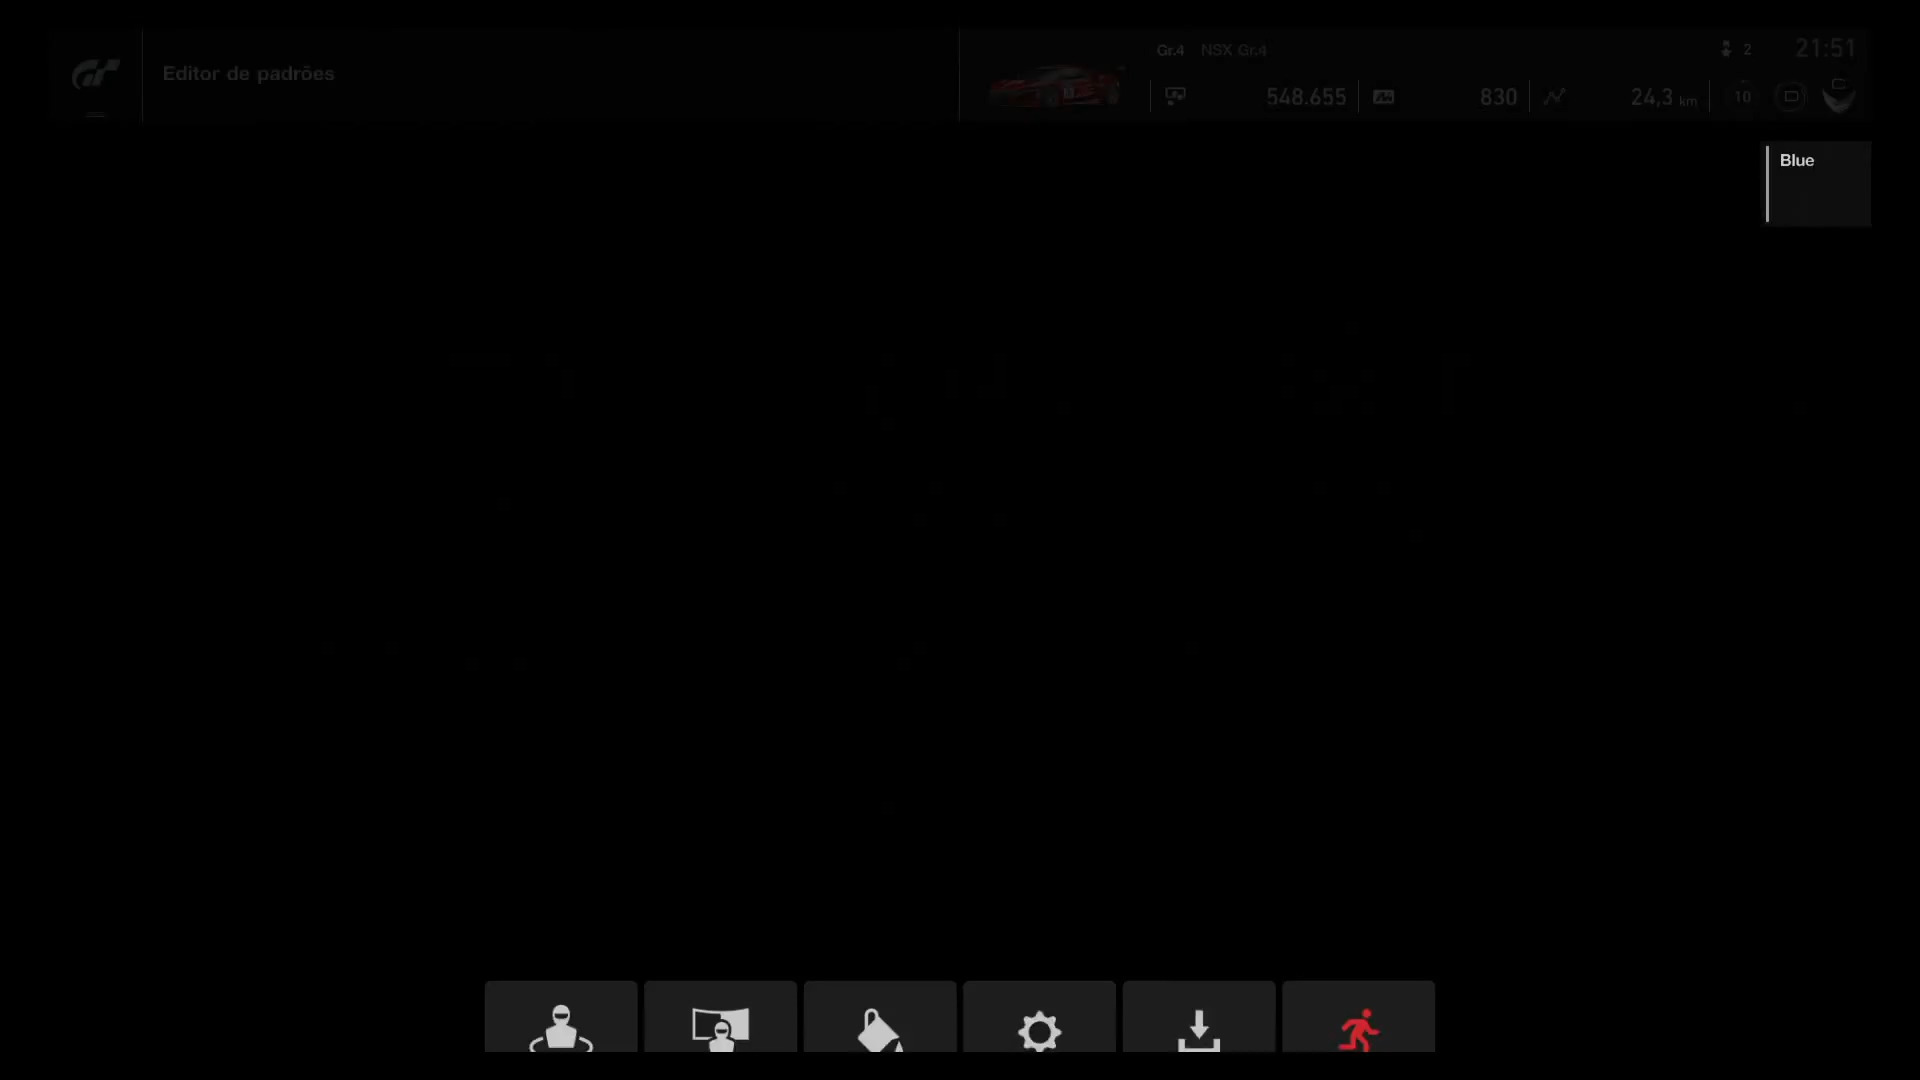 Editor de padrões
Gr.4 NSX Gr.4
2
21:51
548.655
830
24,3 km
10
Blue